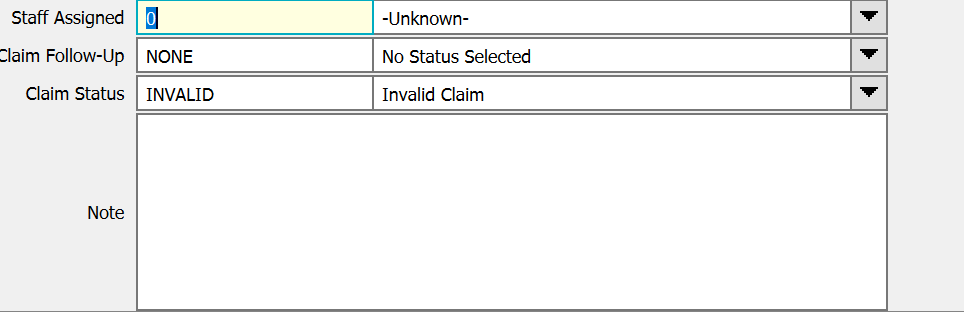 Staff Assigned 0 -Unknown-
Claim Follow-Up NONE No Status Selected
Claim Status INVALID Invalid Claim
Note